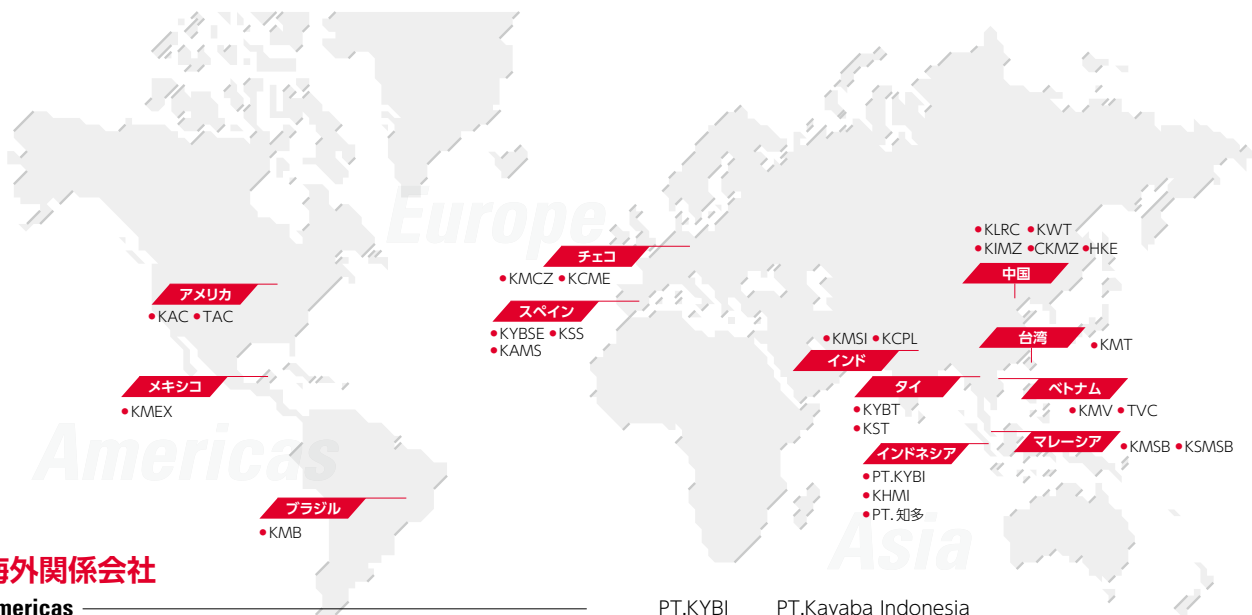 Europe
Americas
Asia
アメリカ
•KAC •TAC
メキシコ
•KMEX
ブラジル
•KMB
チェコ
•KMCZ •KCME
スペイン
•KYBSE •KSS
•KAMS
•KLRC •KWT
•KIMZ •CKMZ •HKE
中国
台湾
•KMT
•KMSI •KCPL
インド
タイ
•KYBT
•KST
ベトナム
•KMV •TVC
マレーシア
•KMSB •KSMSB
インドネシア
•PT.KYBI
•KHMI
•PT.知多
海外関係会社
Americas
PT.KYBI PT.Kayaba Indonesia